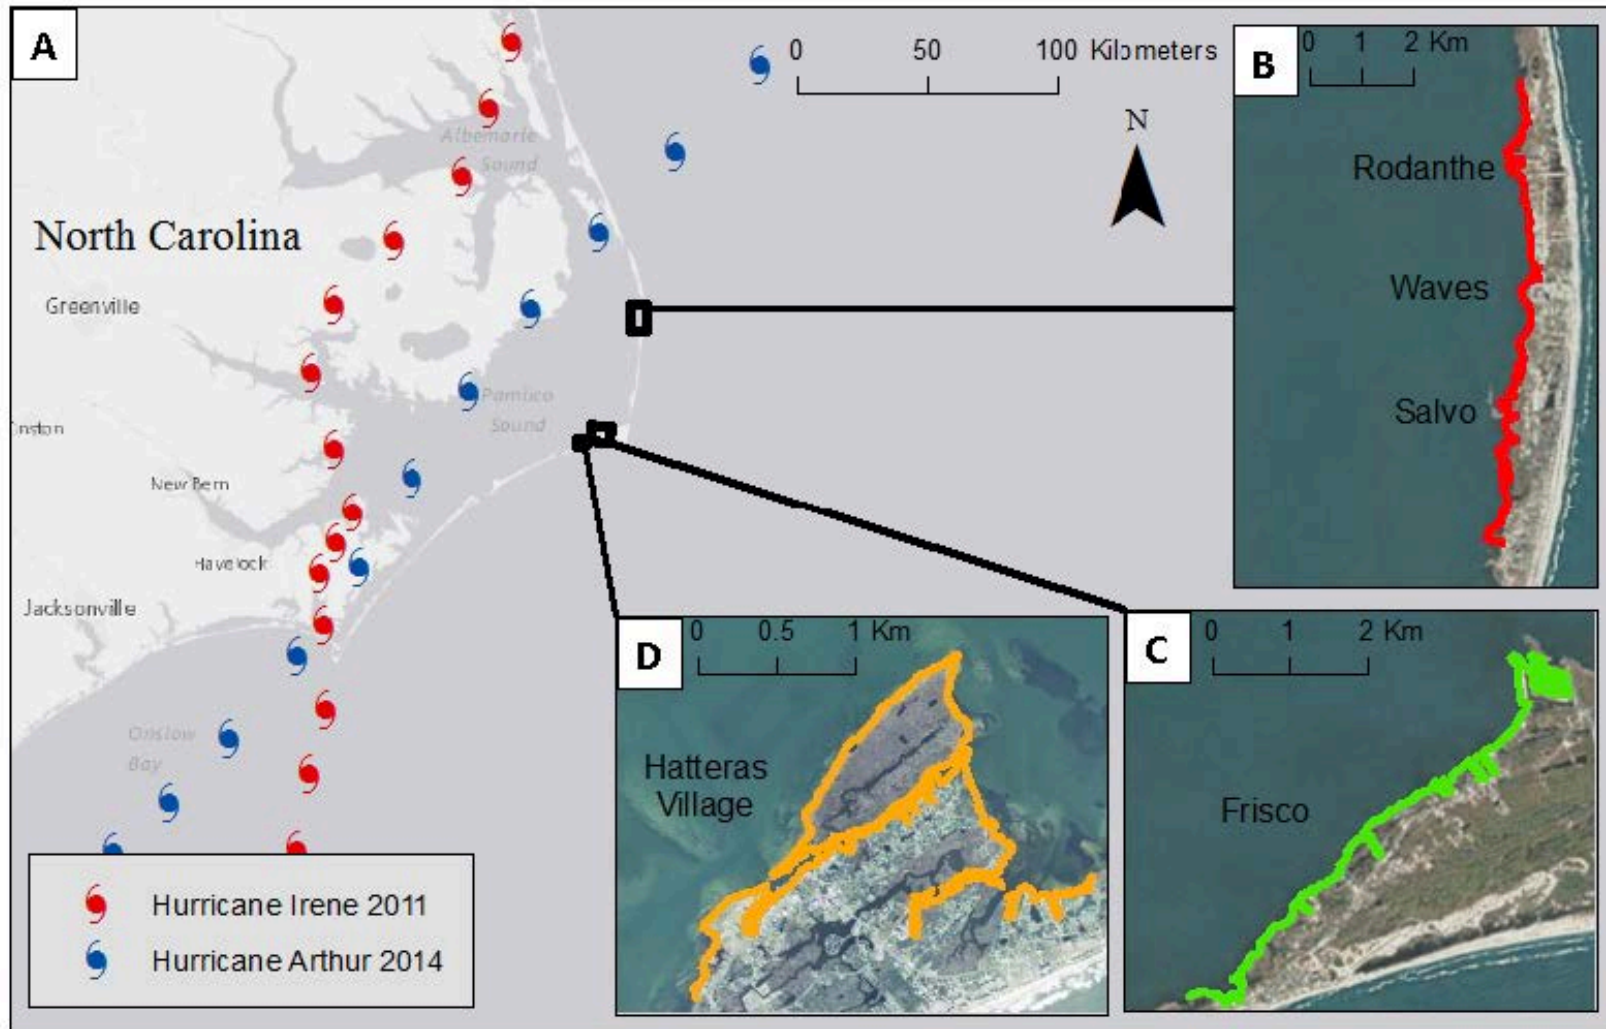 A
0 50 100 Kilometers
N
Albemarle
Sound
North Carolina
Greenville
Pamlico
Sound
inston
New Bern
Havelock
Jacksonville
Onslow
Bay
Hurricane Irene 2011
Hurricane Arthur 2014
B
0 1 2 Km
Rodanthe
Waves
Salvo
D
0 0.5 1 Km
Hatteras
Village
C
0 1 2 Km
Frisco